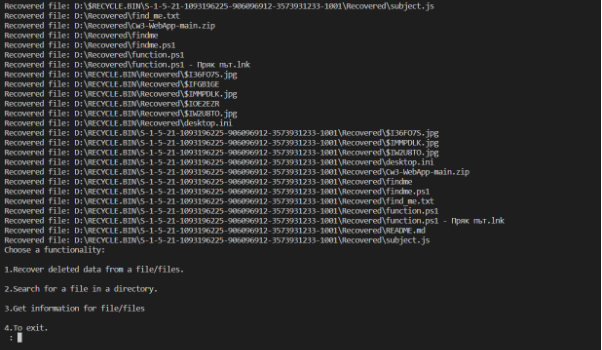 Recovered file: D:\$RECYCLE.BIN\S-1-5-21-1093196225-906096912-3573931233-1001\Recovered\subject.js
Recovered file: D:\Recovered\find_me.txt
Recovered file: D:\Recovered\Cw3-WebApp-main.zip
Recovered file: D:\Recovered\findme
Recovered file: D:\Recovered\findme.ps1
Recovered file: D:\Recovered\function.ps1
Recovered file: D:\Recovered\function.ps1 - Пряк път.lnk
Recovered file: D:\RECYCLE.BIN\Recovered\$I36FO7S.jpg
Recovered file: D:\RECYCLE.BIN\Recovered\$IFGB1GE
Recovered file: D:\RECYCLE.BIN\Recovered\$IMMPDLK.jpg
Recovered file: D:\RECYCLE.BIN\Recovered\$IOE2EZR
Recovered file: D:\RECYCLE.BIN\Recovered\$IW2U8TO.jpg
Recovered file: D:\RECYCLE.BIN\Recovered\desktop.ini
Recovered file: D:\RECYCLE.BIN\S-1-5-21-1093196225-906096912-3573931233-1001\Recovered\$I36FO7S.jpg
Recovered file: D:\RECYCLE.BIN\S-1-5-21-1093196225-906096912-3573931233-1001\Recovered\$IMMPDLK.jpg
Recovered file: D:\RECYCLE.BIN\S-1-5-21-1093196225-906096912-3573931233-1001\Recovered\$IW2U8TO.jpg
Recovered file: D:\RECYCLE.BIN\S-1-5-21-1093196225-906096912-3573931233-1001\Recovered\desktop.ini
Recovered file: D:\RECYCLE.BIN\S-1-5-21-1093196225-906096912-3573931233-1001\Recovered\Cw3-WebApp-main.zip
Recovered file: D:\RECYCLE.BIN\S-1-5-21-1093196225-906096912-3573931233-1001\Recovered\findme
Recovered file: D:\RECYCLE.BIN\S-1-5-21-1093196225-906096912-3573931233-1001\Recovered\findme.ps1
Recovered file: D:\RECYCLE.BIN\S-1-5-21-1093196225-906096912-3573931233-1001\Recovered\find_me.txt
Recovered file: D:\RECYCLE.BIN\S-1-5-21-1093196225-906096912-3573931233-1001\Recovered\function.ps1
Recovered file: D:\RECYCLE.BIN\S-1-5-21-1093196225-906096912-3573931233-1001\Recovered\function.ps1 - Пряк път.lnk
Recovered file: D:\RECYCLE.BIN\S-1-5-21-1093196225-906096912-3573931233-1001\Recovered\README.md
Recovered file: D:\RECYCLE.BIN\S-1-5-21-1093196225-906096912-3573931233-1001\Recovered\subject.js
Choose a functionality:
1.Recover deleted data from a file/files.
2.Search for a file in a directory.
3.Get information for file/files
4.To exit.
: